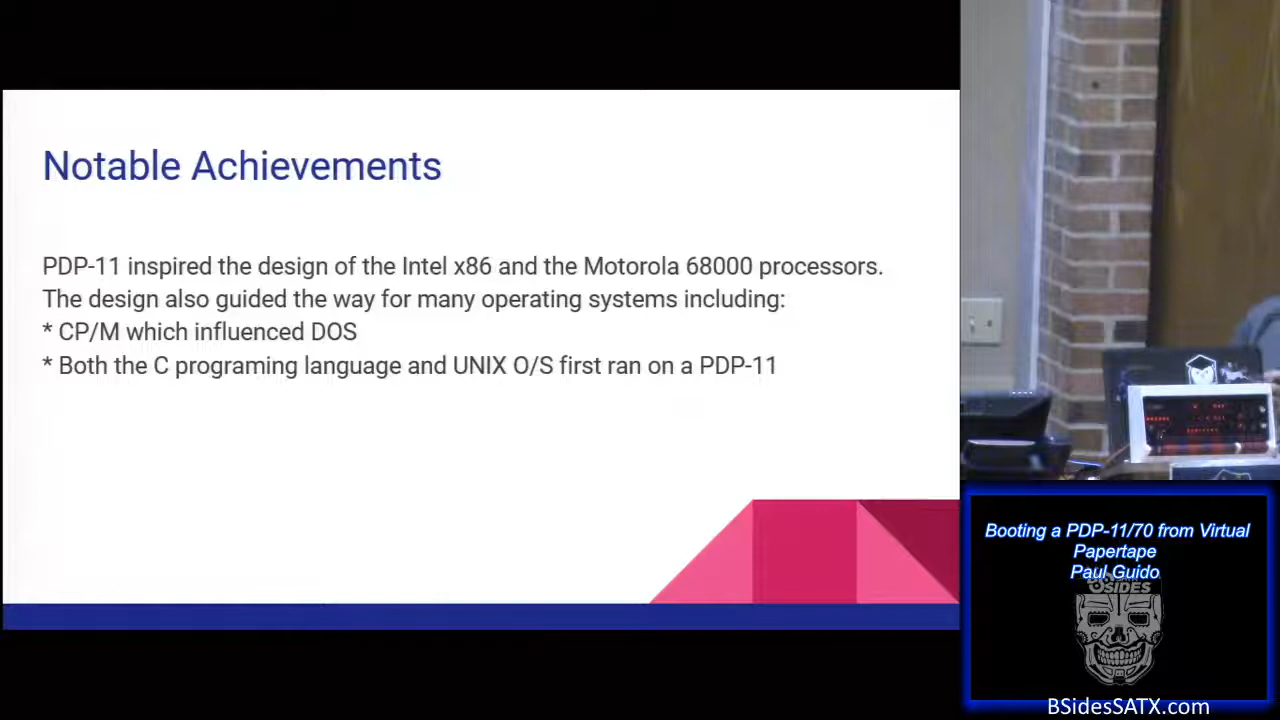 Notable Achievements
PDP-11 inspired the design of the Intel x86 and the Motorola 68000 processors.
The design also guided the way for many operating systems including:
* CP/M which influenced DOS
* Both the C programing language and UNIX O/S first ran on a PDP-11
Booting a PDP-11/70 from Virtual
Papertape
Paul Guido
BSIDES
BSidesSATX.com